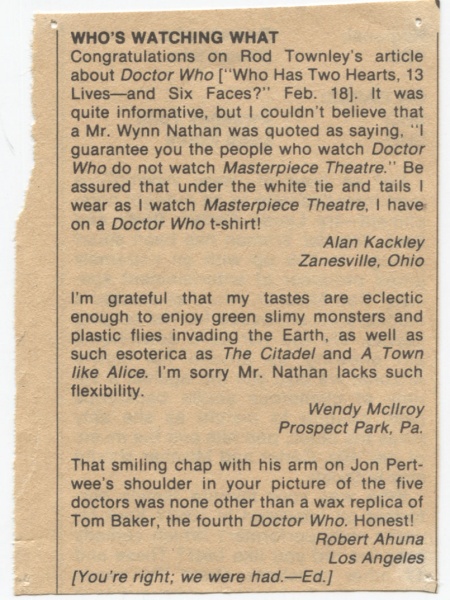 WHO'S WATCHING WHAT
Congratulations on Rod Townley's article
about Doctor Who ["Who Has Two Hearts, 13
Lives—and Six Faces?" Feb. 18]. It was
quite informative, but I couldn't believe that
a Mr. Wynn Nathan was quoted as saying, "I
guarantee you the people who watch Doctor
Who do not watch Masterpiece Theatre." Be
assured that under the white tie and tails I
wear as I watch Masterpiece Theatre, I have
on a Doctor Who t-shirt!
Alan Kackley
Zanesville, Ohio
I'm grateful that my tastes are eclectic
enough to enjoy green slimy monsters and
plastic flies invading the Earth, as well as
such esoterica as The Citadel and A Town
like Alice. I'm sorry Mr. Nathan lacks such
flexibility.
Wendy McIlroy
Prospect Park, Pa.
That smiling chap with his arm on Jon Pert-
wee's shoulder in your picture of the five
doctors was none other than a wax replica of
Tom Baker, the fourth Doctor Who. Honest!
Robert Ahuna
Los Angeles
[You're right; we were had.—Ed.]